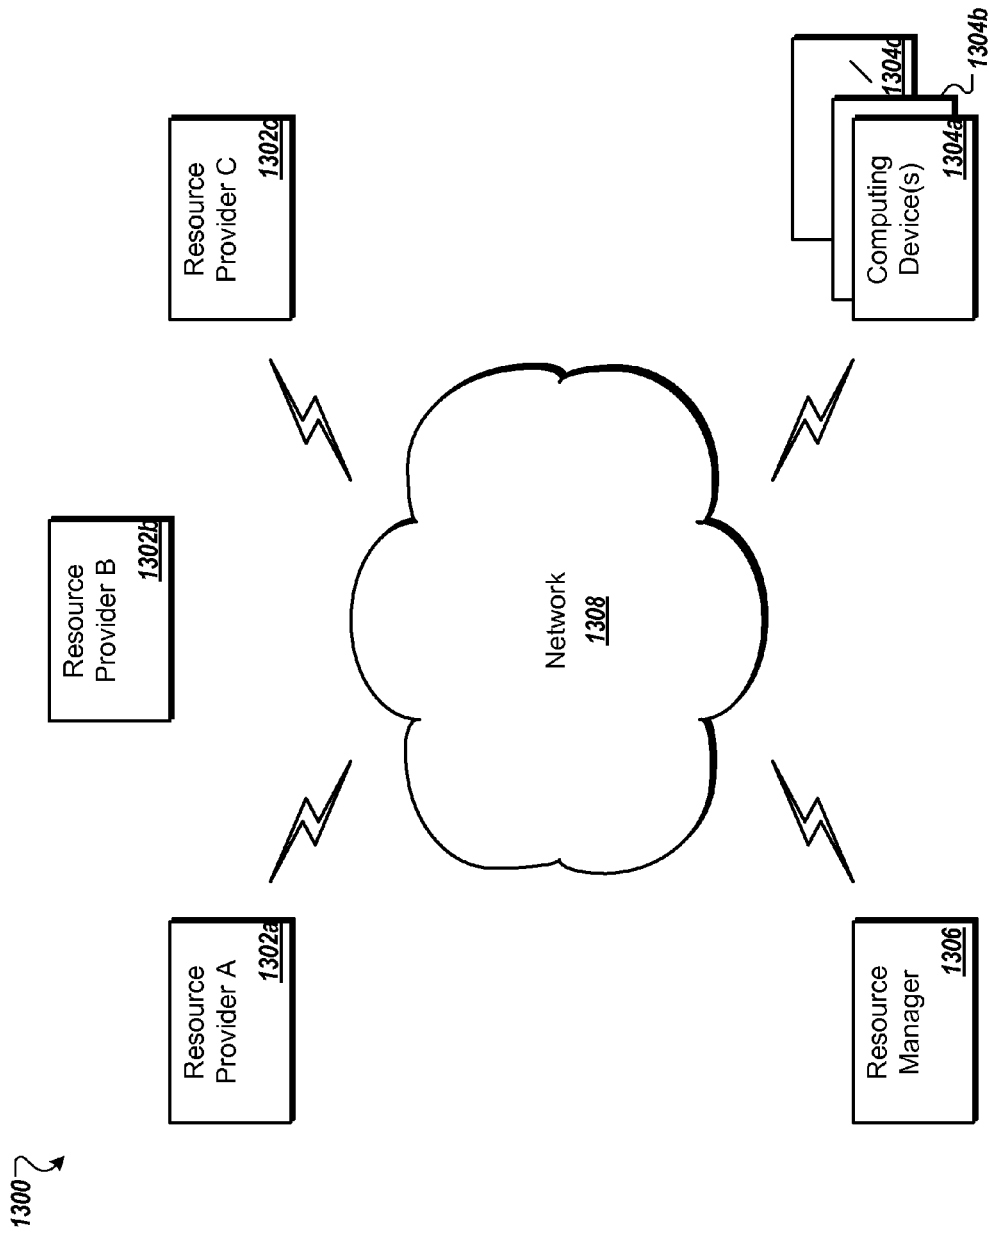 1300
Resource
Provider A
1302a
Resource
Provider B
1302b
Resource
Provider C
1302c
Network
1308
Resource
Manager
1306
Computing
Device(s)
1304a
1304b
1304c